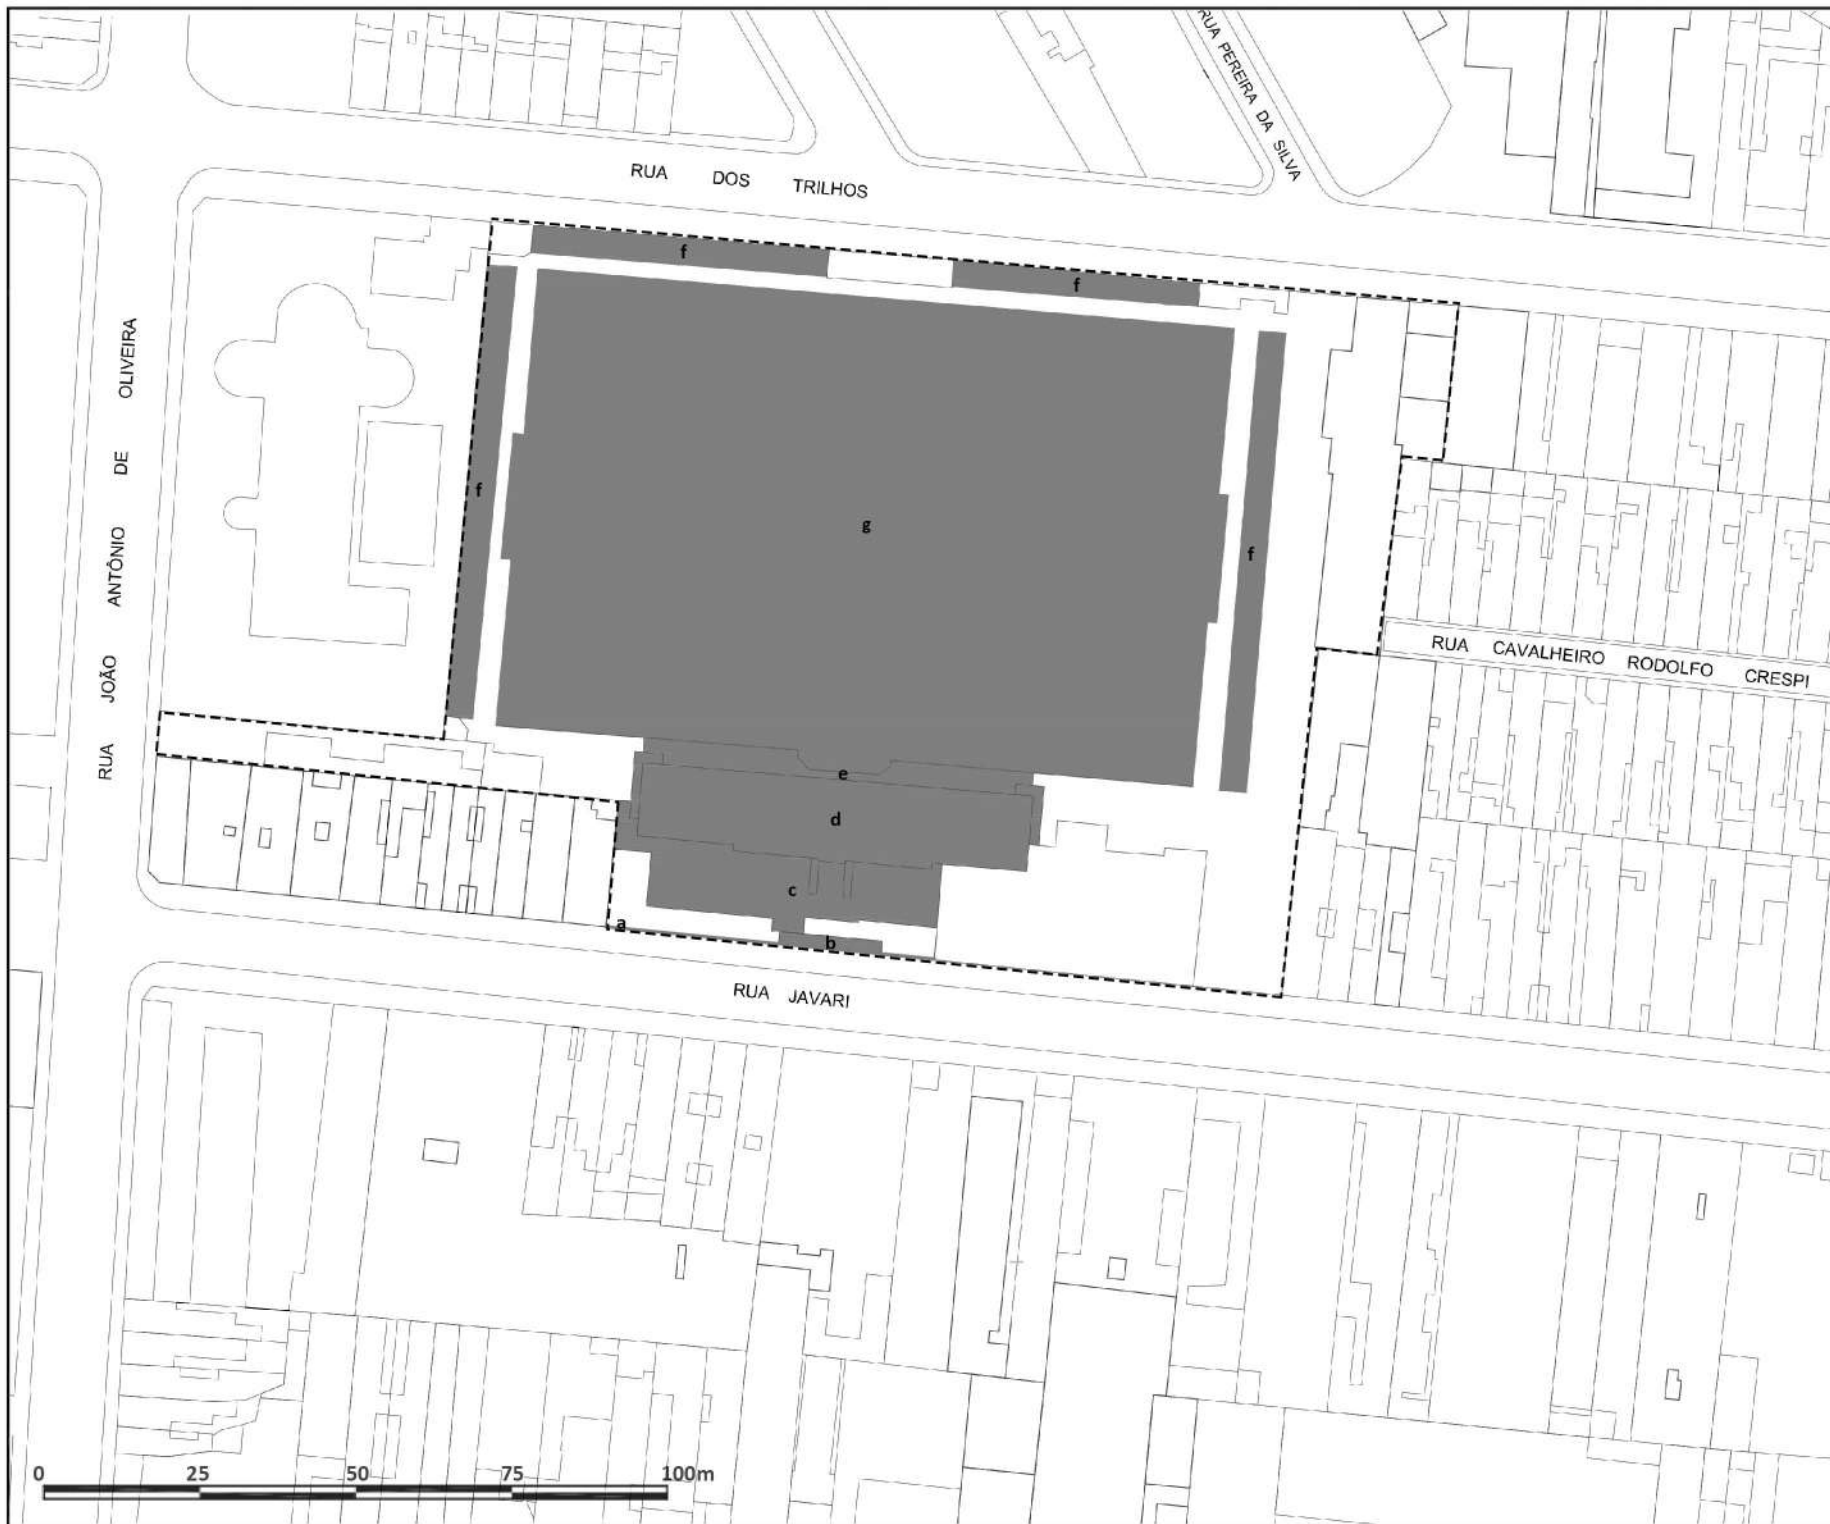 RUA PEREIRA DA SILVA
RUA DOS TRILHOS
f
f
RUA JOÃO ANTÔNIO DE OLIVEIRA
f
g
f
RUA CAVALHEIRO RODOLFO CRESPI
e
d
c
a
b
RUA JAVARI
0 25 50 75 100m